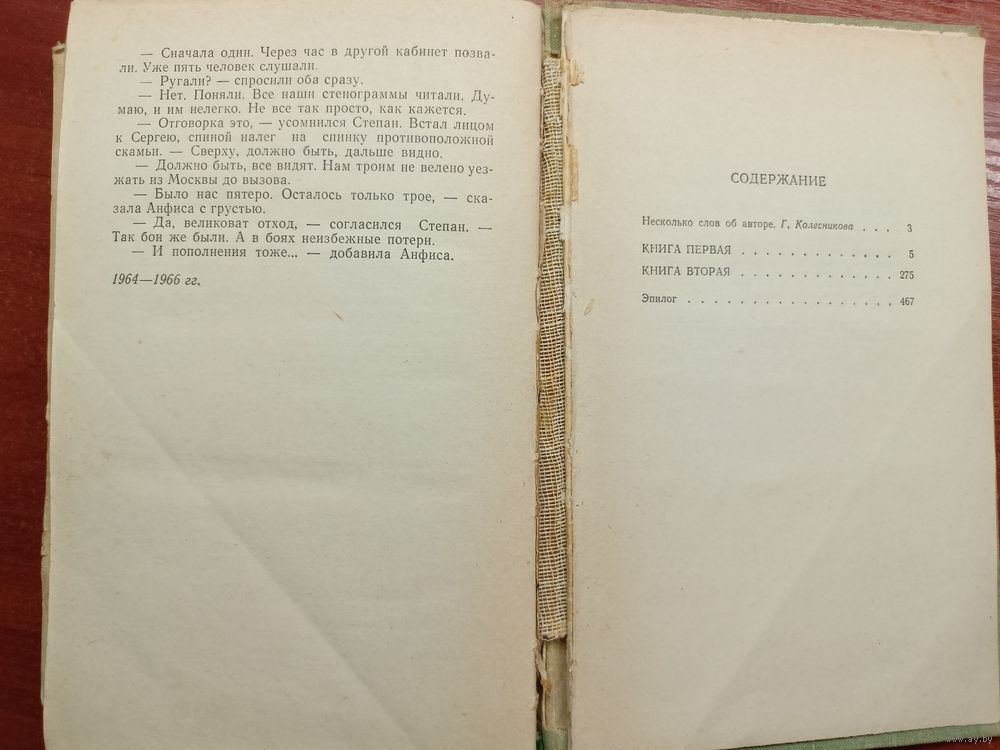 — Сначала один. Через час в другой кабинет позва-
ли. Уже пять человек слушали.
— Ругали? — спросили оба сразу.
— Нет. Поняли. Все наши стенограммы читали. Ду-
маю, и им нелегко. Не все так просто, как кажется.
— Отговорка это, — усомнился Степан. Встал лицом
к Сергею, спиной налег на спинку противоположной
скамьи. — Сверху, должно быть, дальше видно.
— Должно быть, все видят. Нам троим не велено уез-
жать из Москвы до вызова.
— Было нас пятеро. Осталось только трое, — ска-
зала Анфиса с грустью.
— Да, великоват отход, — согласился Степан. —
Так бои же были. А в боях неизбежные потери.
— И пополнения тоже... — добавила Анфиса.
1964—1966 гг.
СОДЕРЖАНИЕ
Несколько слов об авторе. Г. Колесникова . . . 3
КНИГА ПЕРВАЯ . . . . . . . . . . . . 5
КНИГА ВТОРАЯ . . . . . . . . . . . . 275
Эпилог . . . . . . . . . . . . . . . . 467
www.ay.by